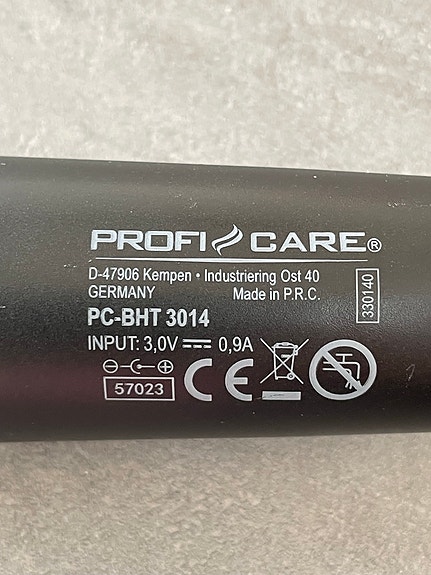 PROFI CARE®
D-47906 Kempen • Industriering Ost 40
GERMANY Made in P.R.C.
330140
PC-BHT 3014
INPUT: 3,0V⎓ 0,9A
57023
CE